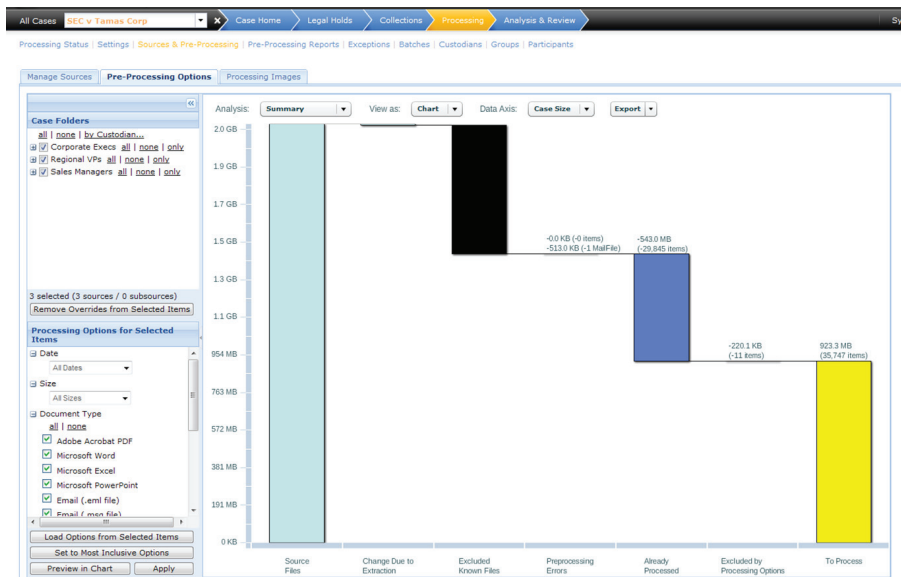 All Cases SEC v Tamas Corp Case Home Legal Holds Collections Processing Analysis & Review Sy
Processing Status | Settings | Sources & Pre-Processing | Pre-Processing Reports | Exceptions | Batches | Custodians | Groups | Participants
Manage Sources Pre-Processing Options Processing Images
Analysis: Summary View as: Chart Data Axis: Case Size Export
Case Folders
all | none | by Custodian...
Corporate Execs all | none | only
Regional VPs all | none | only
Sales Managers all | none | only
3 selected (3 sources / 0 subsources)
Remove Overrides from Selected Items
Processing Options for Selected
Items
Date
All Dates
Size
All Sizes
Document Type
all | none
Adobe Acrobat PDF
Microsoft Word
Microsoft Excel
Microsoft PowerPoint
Email (.eml file)
Email (.msg file)
Load Options from Selected Items
Set to Most Inclusive Options
Preview in Chart Apply
2.0 GB
1.9 GB
1.7 GB
1.5 GB
1.3 GB
1.1 GB
954 MB
763 MB
572 MB
381 MB
191 MB
0 KB
-0.0 KB (-0 items)
-513.0 KB (-1 MailFile)
-543.0 MB
(-29,845 items)
-220.1 KB
(-11 items)
923.3 MB
(35,747 items)
Source
Files
Change Due to
Extraction
Excluded
Known Files
Preprocessing
Errors
Already
Processed
Excluded by
Processing Options
To Process